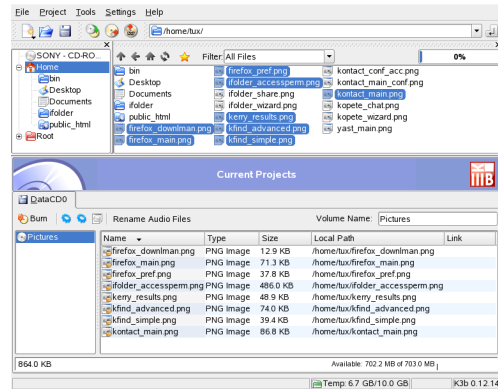 File Project Tools Settings Help
/home/tux/
SONY - CD-RO...
Home
bin
Desktop
Documents
ifolder
public_html
Root
Filter: All Files
0%
bin
Desktop
Documents
ifolder
public_html
firefox_downlman.png
firefox_main.png
firefox_pref.png
ifolder_accessperm.png
ifolder_share.png
ifolder_wizard.png
kerry_results.png
kfind_advanced.png
kfind_simple.png
kontact_conf_acc.png
kontact_main_conf.png
kontact_main.png
kopete_chat.png
kopete_wizard.png
yast_main.png
Current Projects
DataCD0
Burn Rename Audio Files Volume Name: Pictures
Pictures
Name Type Size Local Path Link
firefox_downlman.png PNG Image 12.9 KB /home/tux/firefox_downlman.png
firefox_main.png PNG Image 71.3 KB /home/tux/firefox_main.png
firefox_pref.png PNG Image 37.8 KB /home/tux/firefox_pref.png
ifolder_accessperm.png PNG Image 486.0 KB /home/tux/ifolder_accessperm.png
kerry_results.png PNG Image 48.9 KB /home/tux/kerry_results.png
kfind_advanced.png PNG Image 74.0 KB /home/tux/kfind_advanced.png
kfind_simple.png PNG Image 39.4 KB /home/tux/kfind_simple.png
kontact_main.png PNG Image 86.8 KB /home/tux/kontact_main.png
864.0 KB Available: 702.2 MB of 703.0 MB
Temp: 6.7 GB/10.0 GB K3b 0.12.14